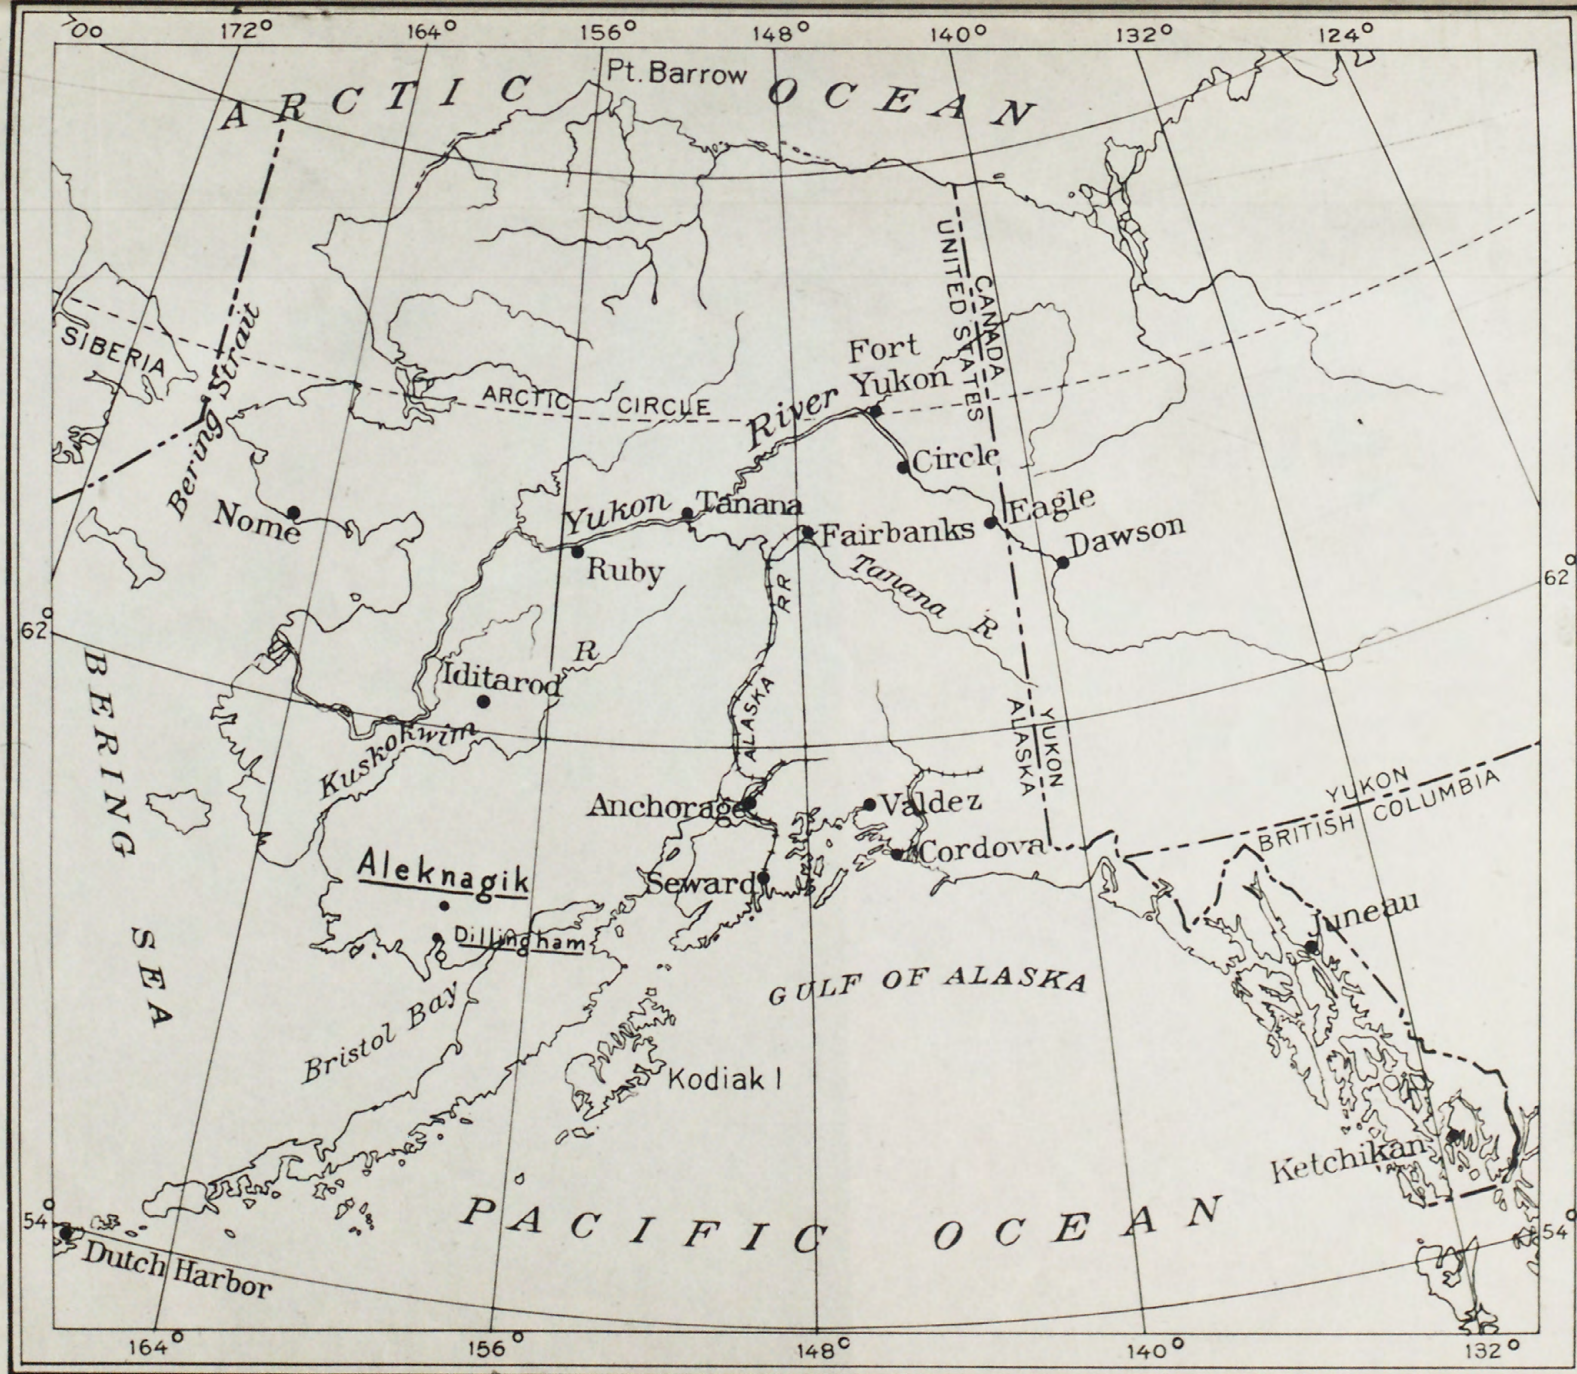 70°
172°
164°
156°
148°
140°
132°
124°
Pt. Barrow
ARCTIC OCEAN
UNITED STATES
CANADA
SIBERIA
Bering Strait
ARCTIC CIRCLE
Fort
Yukon
River
Circle
Yukon
Tanana
Eagle
Nome
Fairbanks
Dawson
Ruby
Tanana R
RR
62°
62°
R
Iditarod
ALASKA
Kuskokwim
ALASKA
YUKON
BERING SEA
YUKON
BRITISH COLUMBIA
Anchorage
Valdez
Cordova
Aleknagik
Seward
Juneau
Dillingham
GULF OF ALASKA
Bristol Bay
Kodiak I
Ketchikan
PACIFIC OCEAN
54°
54°
Dutch Harbor
164°
156°
148°
140°
132°